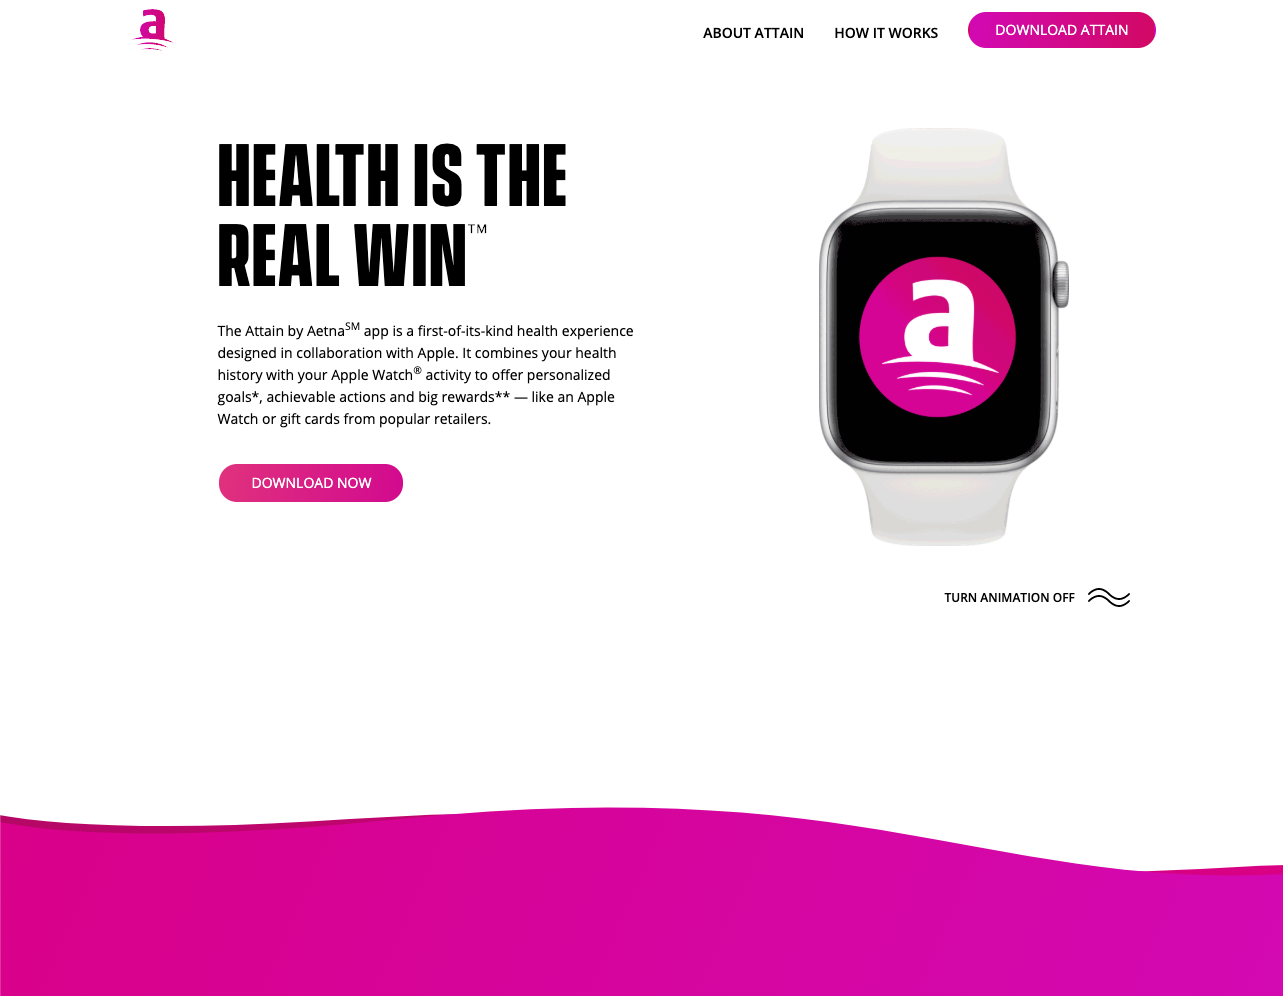 a
ABOUT ATTAIN
HOW IT WORKS
DOWNLOAD ATTAIN
HEALTH IS THE
REAL WIN™
The Attain by Aetna℠ app is a first-of-its-kind health experience
designed in collaboration with Apple. It combines your health
history with your Apple Watch® activity to offer personalized
goals*, achievable actions and big rewards** — like an Apple
Watch or gift cards from popular retailers.
DOWNLOAD NOW
a
TURN ANIMATION OFF